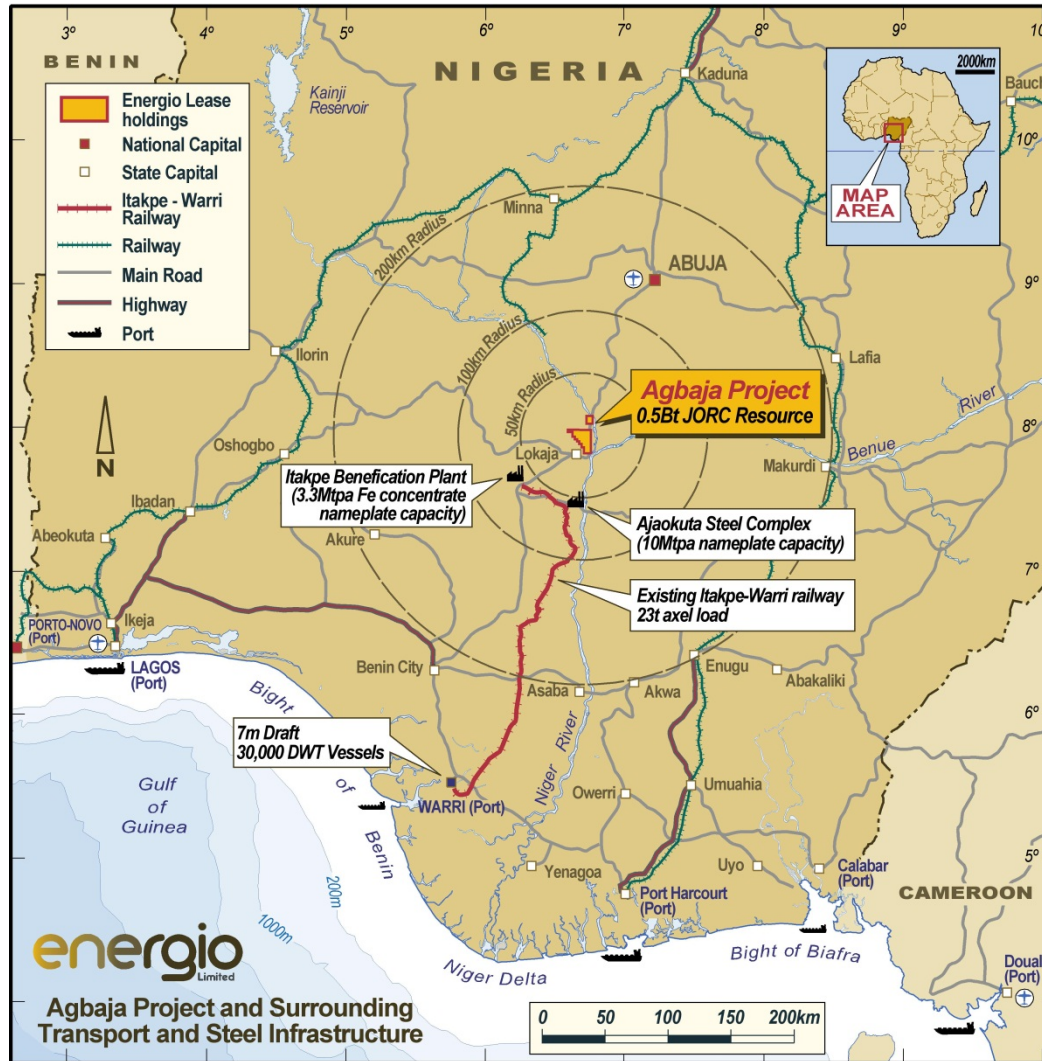 3°
4°
5°
6°
7°
8°
9°
10
BENIN
NIGERIA
Kainji
Reservoir
Kaduna
Bauch
2000km
MAP
AREA
Energio Lease
holdings
National Capital
State Capital
Itakpe - Warri
Railway
Railway
Main Road
Highway
Port
10°
Minna
200km Radius
ABUJA
9°
100km Radius
Ilorin
Lafia
50km Radius
Agbaja Project
0.5Bt JORC Resource
River
8°
N
Oshogbo
Lokaja
Benue
Makurdi
Itakpe Benefication Plant
(3.3Mtpa Fe concentrate
nameplate capacity)
Ibadan
Ajaokuta Steel Complex
(10Mtpa nameplate capacity)
Abeokuta
Akure
7°
Existing Itakpe-Warri railway
23t axel load
PORTO-NOVO
(Port)
Ikeja
LAGOS
(Port)
Benin City
Enugu
Asaba
Akwa
Abakaliki
Bight of Benin
6°
7m Draft
30,000 DWT Vessels
Niger River
Gulf
of
Guinea
WARRI (Port)
Owerri
Umuahia
5°
200m
1000m
Yenagoa
Uyo
Calabar
(Port)
Port Harcourt
(Port)
CAMEROON
energio
Limited
Niger Delta
Bight of Biafra
Doual
(Port)
Agbaja Project and Surrounding
Transport and Steel Infrastructure
0 50 100 150 200km